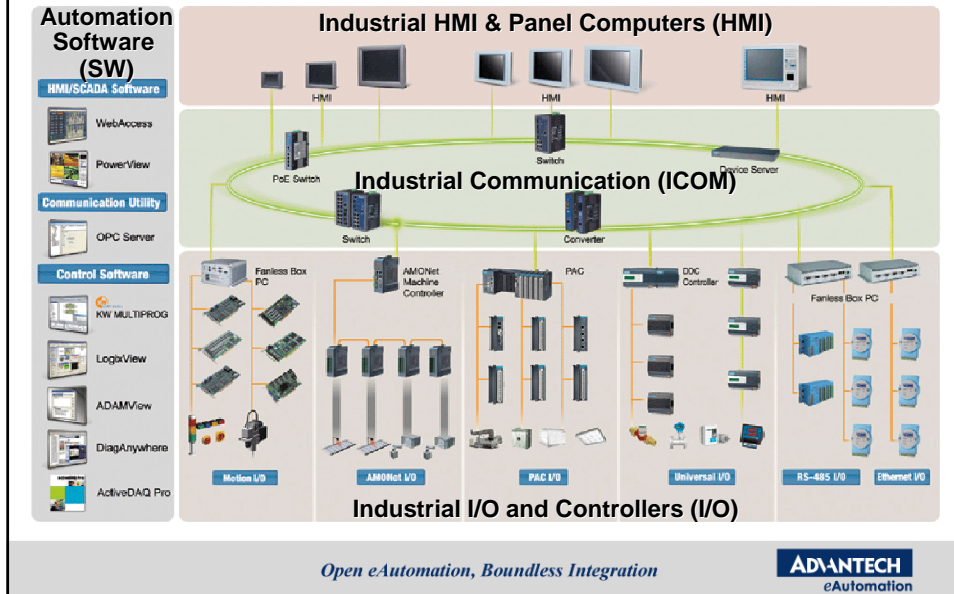 Automation
Software
(SW)
HMI/SCADA Software
WebAccess
PowerView
Communication Utility
OPC Server
Control Software
KW MULTIPROG
LogixView
ADAMView
DiagAnywhere
ActiveDAQ Pro
Industrial HMI & Panel Computers (HMI)
HMI
HMI
HMI
PoE Switch
Switch
Device Server
Industrial Communication (ICOM)
Switch
Converter
Fanless Box
PC
AMONet
Machine
Controller
PAC
DDC
Controller
Fanless Box PC
Motion I/O
AMONet I/O
PAC I/O
Universal I/O
RS-485 I/O
Ethernet I/O
Industrial I/O and Controllers (I/O)
Open eAutomation, Boundless Integration
ADVANTECH
eAutomation